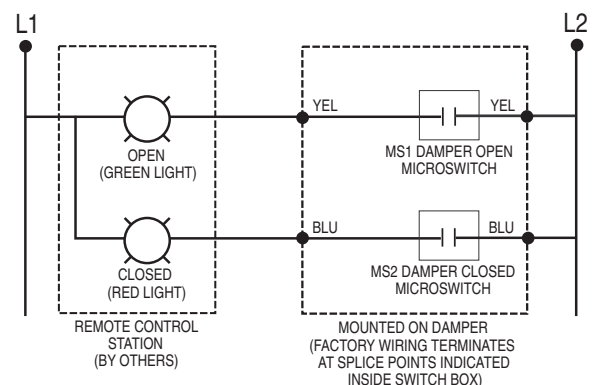 L1
L2
YEL
YEL
OPEN
(GREEN LIGHT)
MS1 DAMPER OPEN
MICROSWITCH
BLU
BLU
CLOSED
(RED LIGHT)
MS2 DAMPER CLOSED
MICROSWITCH
REMOTE CONTROL
STATION
(BY OTHERS)
MOUNTED ON DAMPER
(FACTORY WIRING TERMINATES
AT SPLICE POINTS INDICATED
INSIDE SWITCH BOX)